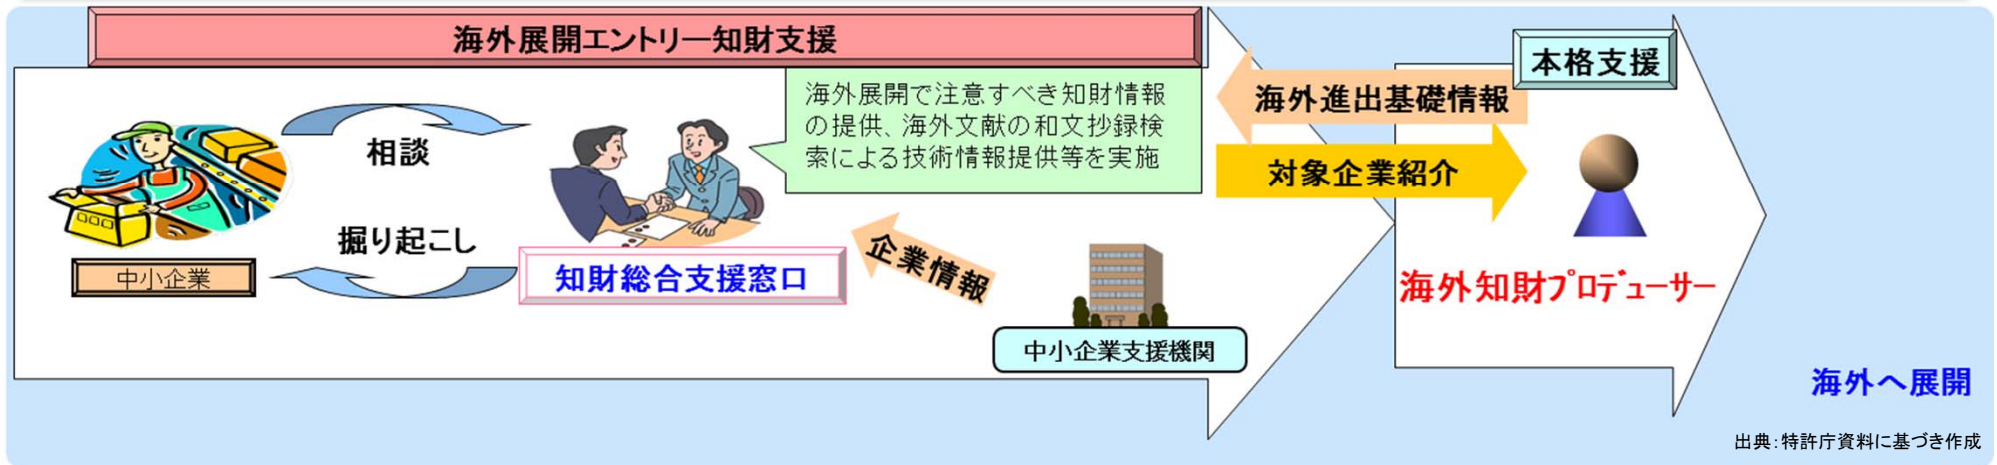 海外展開エントリー知財支援
本格支援
海外展開で注意すべき知財情報
の提供、海外文献の和文抄録検
索による技術情報提供等を実施
海外進出基礎情報
対象企業紹介
相談
掘り起こし
中小企業
知財総合支援窓口
企業情報
中小企業支援機関
海外知財プロデューサー
海外へ展開
出典：特許庁資料に基づき作成